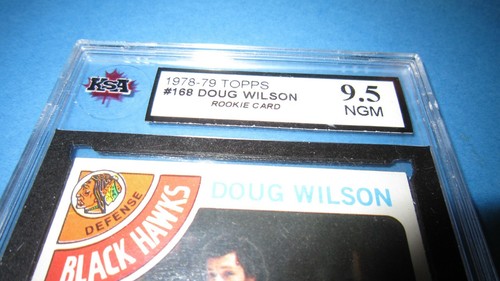 KSA
1978-79 TOPPS
#168 DOUG WILSON
ROOKIE CARD
9.5
NGM
DOUG WILSON
DEFENSE
BLACK HAWKS